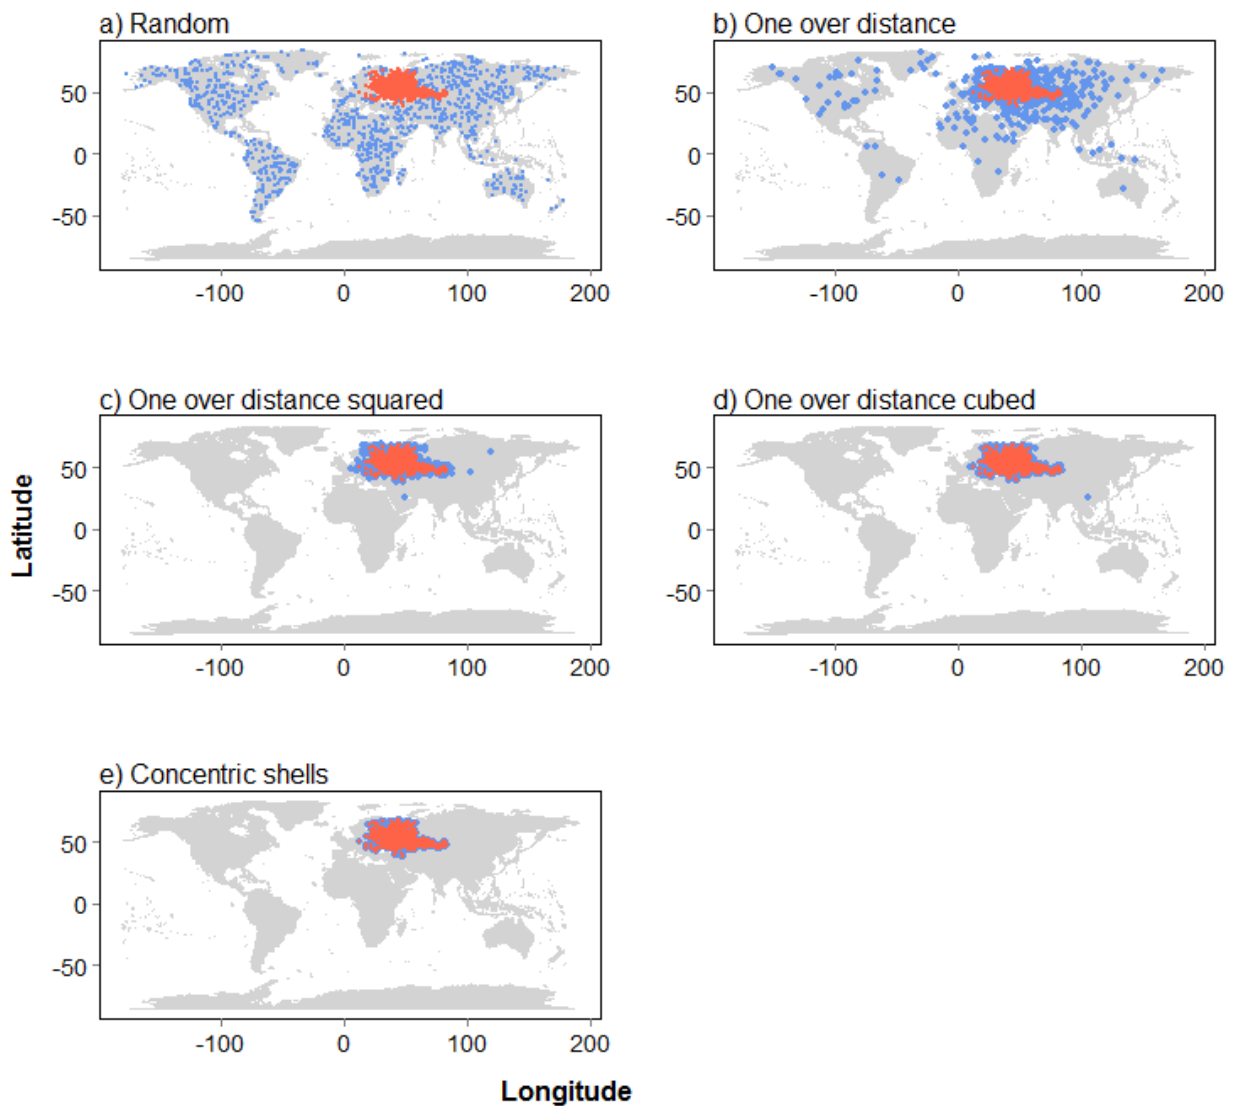 a) Random
50
0
-50
-100 0 100 200
b) One over distance
50
0
-50
-100 0 100 200
c) One over distance squared
50
0
-50
-100 0 100 200
d) One over distance cubed
50
0
-50
-100 0 100 200
e) Concentric shells
50
0
-50
-100 0 100 200
Latitude
Longitude